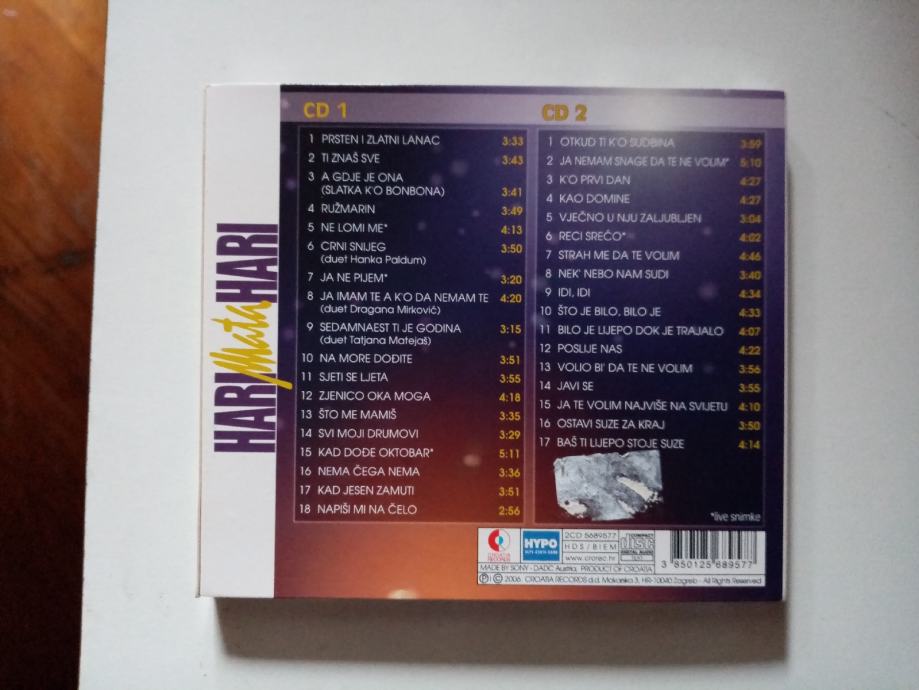 HARI Mata HARI
CD 1
1 PRSTEN I ZLATNI LANAC 3:33
2 TI ZNAŠ SVE 3:43
3 A GDJE JE ONA
(SLATKA K'O BONBONA) 3:41
4 RUŽMARIN 3:49
5 NE LOMI ME* 4:13
6 CRNI SNIJEG 3:50
(duet Hanka Paldum)
7 JA NE PIJEM* 3:20
8 JA IMAM TE A K'O DA NEMAM TE 4:20
(duet Dragana Mirković)
9 SEDAMNAEST TI JE GODINA 3:15
(duet Tatjana Matejaš)
10 NA MORE DOĐITE 3:51
11 SJETI SE LJETA 3:55
12 ZJENICO OKA MOGA 4:18
13 ŠTO ME MAMIŠ 3:35
14 SVI MOJI DRUMOVI 3:29
15 KAD DOĐE OKTOBAR* 5:11
16 NEMA ČEGA NEMA 3:36
17 KAD JESEN ZAMUTI 3:51
18 NAPIŠI MI NA ČELO 2:56
CD 2
1 OTKUD TI K'O SUDBINA 3:59
2 JA NEMAM SNAGE DA TE NE VOLIM* 5:10
3 K'O PRVI DAN 4:27
4 KAO DOMINE 4:27
5 VJEČNO U NJU ZALJUBLJEN 3:04
6 RECI SREĆO* 4:02
7 STRAH ME DA TE VOLIM 4:46
8 NEK' NEBO NAM SUDI 3:40
9 IDI, IDI 4:34
10 ŠTO JE BILO, BILO JE 4:33
11 BILO JE LIJEPO DOK JE TRAJALO 4:07
12 POSLIJE NAS 4:22
13 VOLIO BI' DA TE NE VOLIM 3:56
14 JAVI SE 3:55
15 JA TE VOLIM NAJVIŠE NA SVIJETU 4:10
16 OSTAVI SUZE ZA KRAJ 3:50
17 BAŠ TI LIJEPO STOJE SUZE 4:14
*live snimke
CROATIA RECORDS
HYPO
HYPO ALPE-ADRIA-BANK
2CD 5689577
HDS/BIEM
www.crorec.hr
COMPACT disc DIGITAL AUDIO
3 850125 689577
MADE BY SONY - DADC Austria, PRODUCT OF CROATIA
Ⓟ © 2006. CROATIA RECORDS d.d. Makanska 3, HR-10040 Zagreb - All Rights Reserved